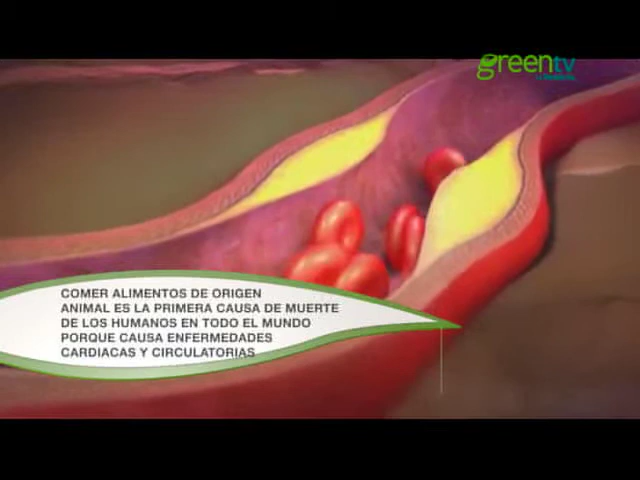 greentv
COMER ALIMENTOS DE ORIGEN
ANIMAL ES LA PRIMERA CAUSA DE MUERTE
DE LOS HUMANOS EN TODO EL MUNDO
PORQUE CAUSA ENFERMEDADES
CARDIACAS Y CIRCULATORIAS